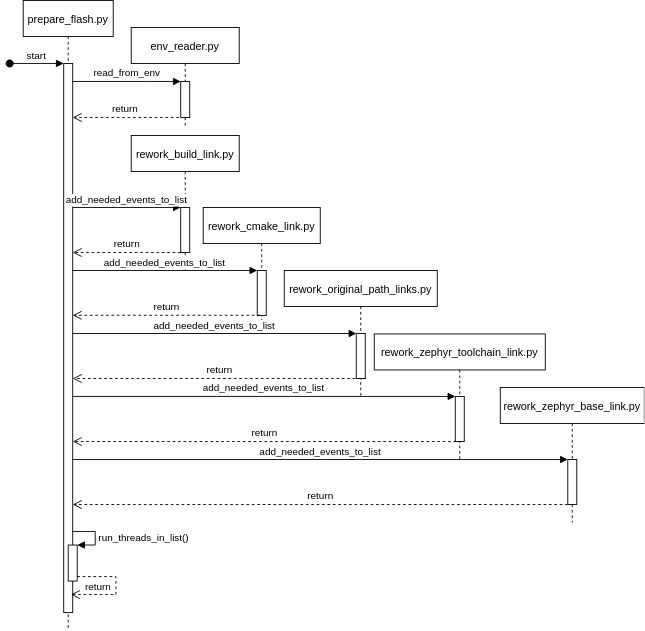 prepare_flash.py
env_reader.py
start
read_from_env
return
rework_build_link.py
add_needed_events_to_list
rework_cmake_link.py
return
add_needed_events_to_list
rework_original_path_links.py
return
add_needed_events_to_list
rework_zephyr_toolchain_link.py
return
add_needed_events_to_list
rework_zephyr_base_link.py
return
add_needed_events_to_list
return
run_threads_in_list()
return